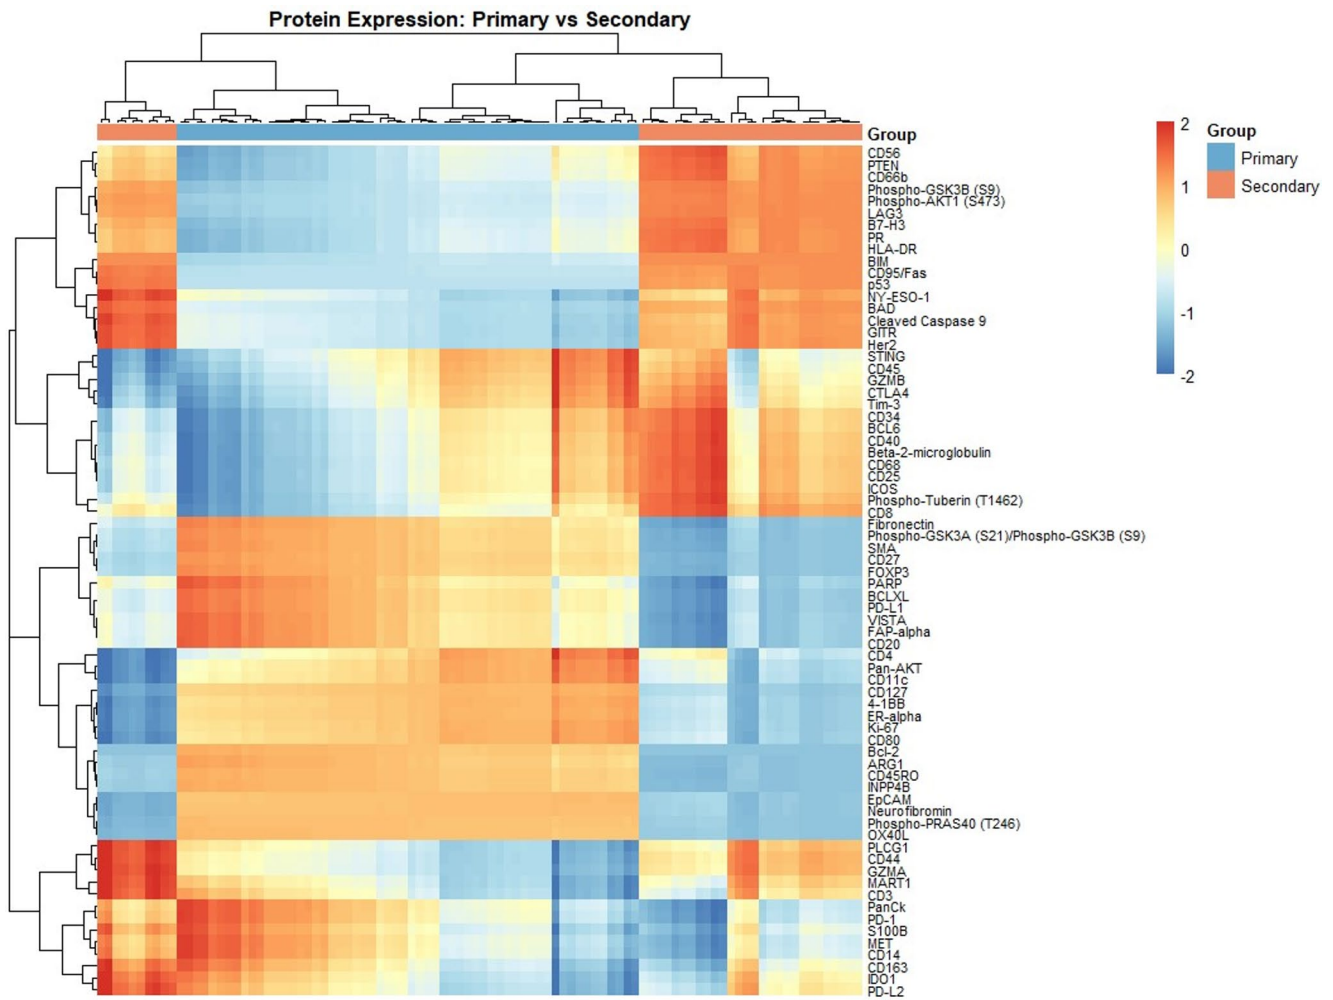 Protein Expression: Primary vs Secondary
Group
CD56
PTEN
CD66b
Phospho-GSK3B (S9)
Phospho-AKT1 (S473)
LAG3
B7-H3
PR
HLA-DR
BIM
CD95/Fas
p53
NY-ESO-1
BAD
Cleaved Caspase 9
GITR
Her2
STING
CD45
GZMB
CTLA4
Tim-3
CD34
BCL6
CD40
Beta-2-microglobulin
CD68
CD25
ICOS
Phospho-Tuberin (T1462)
CD8
Fibronectin
Phospho-GSK3A (S21)/Phospho-GSK3B (S9)
SMA
CD27
FOXP3
PARP
BCLXL
PD-L1
VISTA
FAP-alpha
CD20
CD4
Pan-AKT
CD11c
CD127
4-1BB
ER-alpha
Ki-67
CD80
Bcl-2
ARG1
CD45RO
INPP4B
EpCAM
Neurofibromin
Phospho-PRAS40 (T246)
OX40L
PLCG1
CD44
GZMA
MART1
CD3
PanCk
PD-1
S100B
MET
CD14
CD163
IDO1
PD-L2
2
1
0
-1
-2
Group
Primary
Secondary